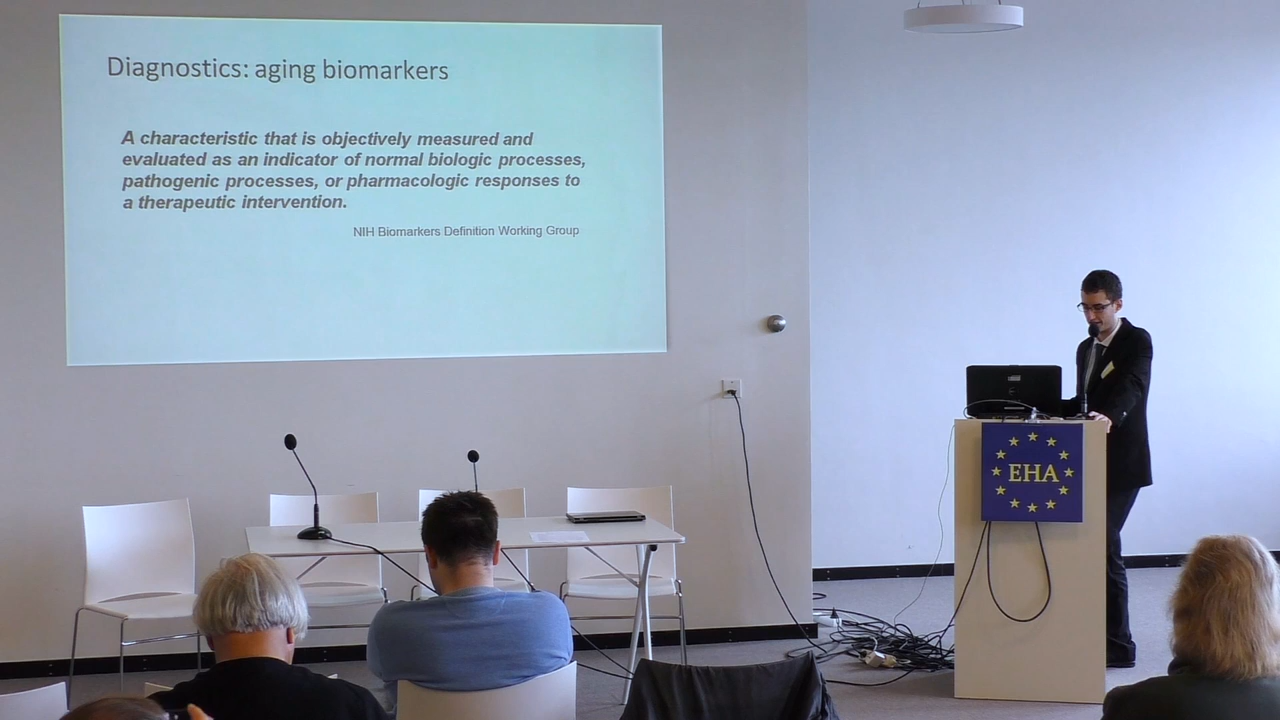 Diagnostics: aging biomarkers
A characteristic that is objectively measured and
evaluated as an indicator of normal biologic processes,
pathogenic processes, or pharmacologic responses to
a therapeutic intervention.
NIH Biomarkers Definition Working Group
EHA